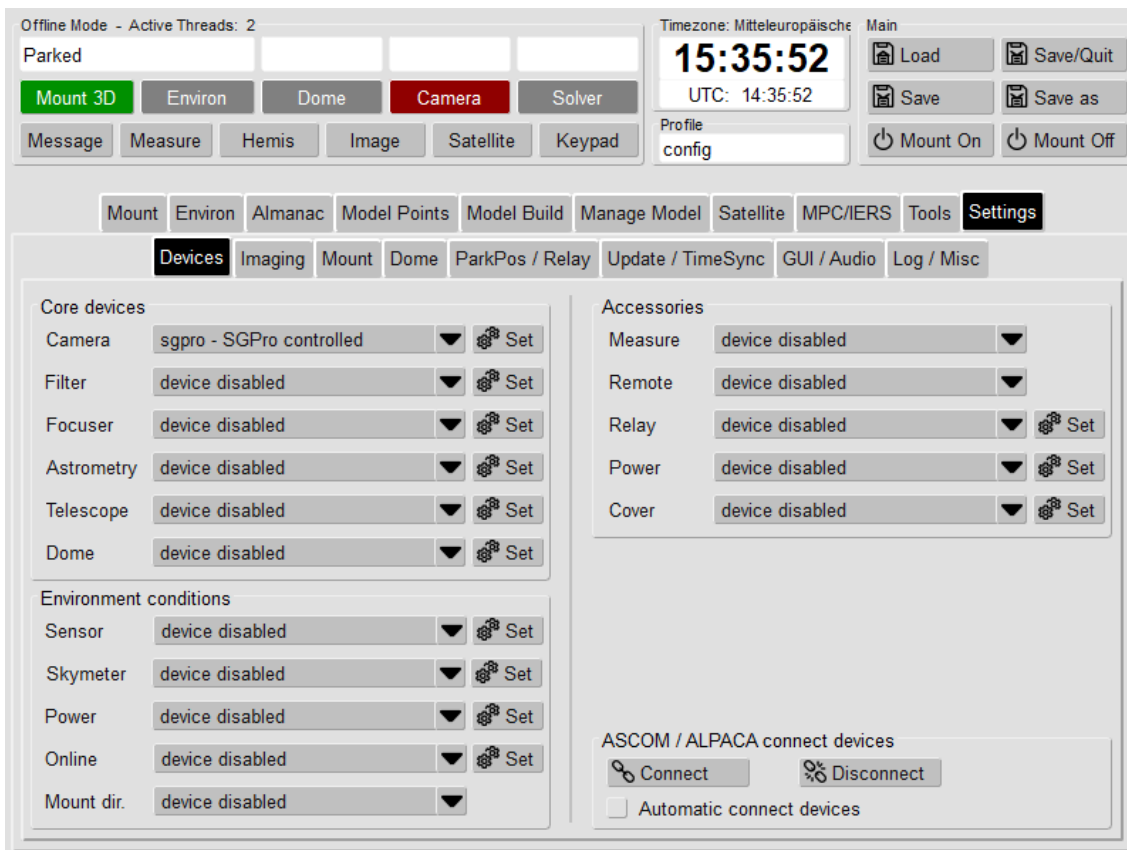 Offline Mode - Active Threads: 2
Parked
Mount 3D Environ Dome Camera Solver
Message Measure Hemis Image Satellite Keypad
Timezone: Mitteleuropäische
15:35:52
UTC: 14:35:52
Profile
config
Main
Load Save/Quit
Save Save as
Mount On Mount Off
Mount Environ Almanac Model Points Model Build Manage Model Satellite MPC/IERS Tools Settings
Devices Imaging Mount Dome ParkPos / Relay Update / TimeSync GUI / Audio Log / Misc
Core devices
Camera sgpro - SGPro controlled Set
Filter device disabled Set
Focuser device disabled Set
Astrometry device disabled Set
Telescope device disabled Set
Dome device disabled Set
Environment conditions
Sensor device disabled Set
Skymeter device disabled Set
Power device disabled Set
Online device disabled Set
Mount dir. device disabled
Accessories
Measure device disabled
Remote device disabled
Relay device disabled Set
Power device disabled Set
Cover device disabled Set
ASCOM / ALPACA connect devices
Connect Disconnect
Automatic connect devices